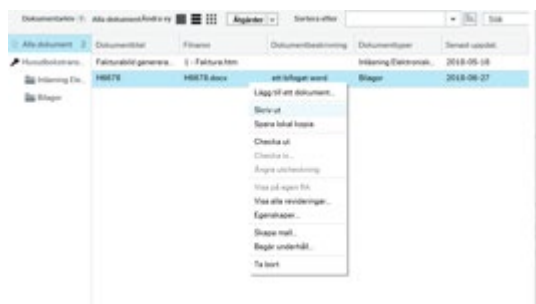 Dokumentarkiv
Alla dokument Ändra vy
Åtgärder
Sortera efter
Sök
Alla dokument 2
Dokumenttitel
Filnamn
Dokumentbeskrivning
Dokumenttyper
Senast uppdat.
Huvudbokstrans...
Fakturabild generera...
1 - Faktura.htm
Inläsning Elektronisk...
2018-05-18
Inläsning Ele...
H6678
H6678.docx
ett bifogat word
Bilagor
2018-06-27
Bilagor
Lägg till ett dokument...
Skriv ut
Spara lokal kopia
Checka ut
Checka in...
Ångra utcheckning
Visa på egen flik
Visa alla revideringar...
Egenskaper...
Skapa mall...
Begär underhåll...
Ta bort